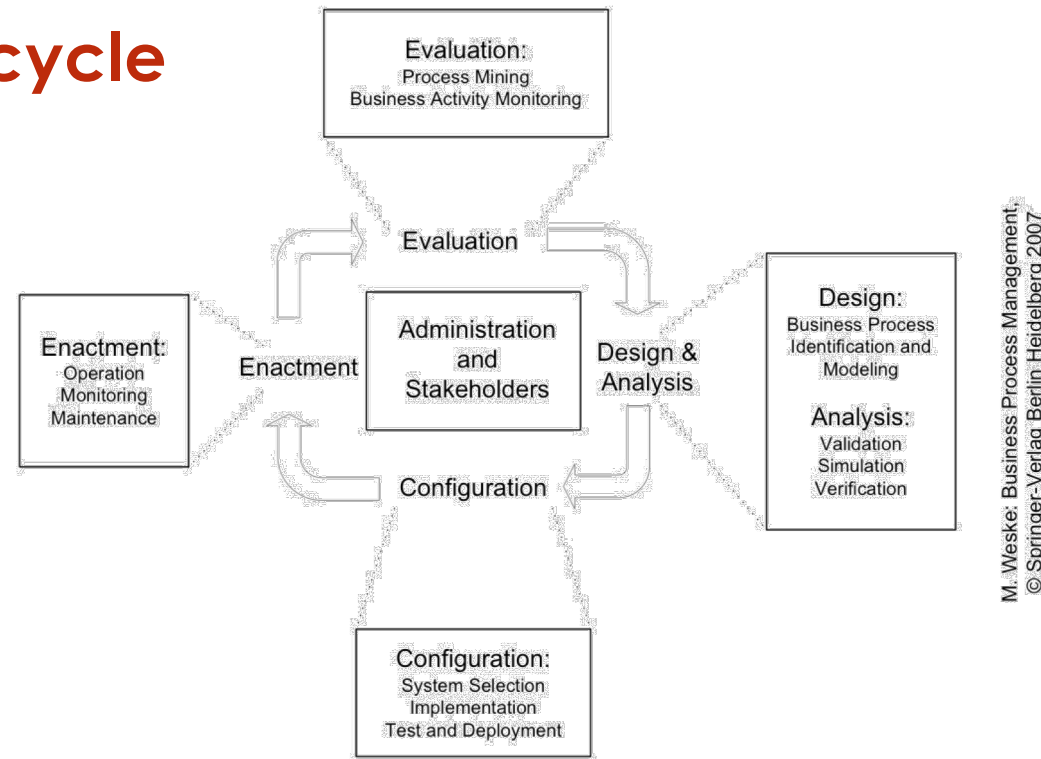 cycle
Evaluation:
Process Mining
Business Activity Monitoring
Evaluation
Enactment:
Operation
Monitoring
Maintenance
Enactment
Administration
and
Stakeholders
Design &
Analysis
Design:
Business Process
Identification and
Modeling
Analysis:
Validation
Simulation
Verification
Configuration
Configuration:
System Selection
Implementation
Test and Deployment
M. Weske: Business Process Management,
© Springer-Verlag Berlin Heidelberg 2007